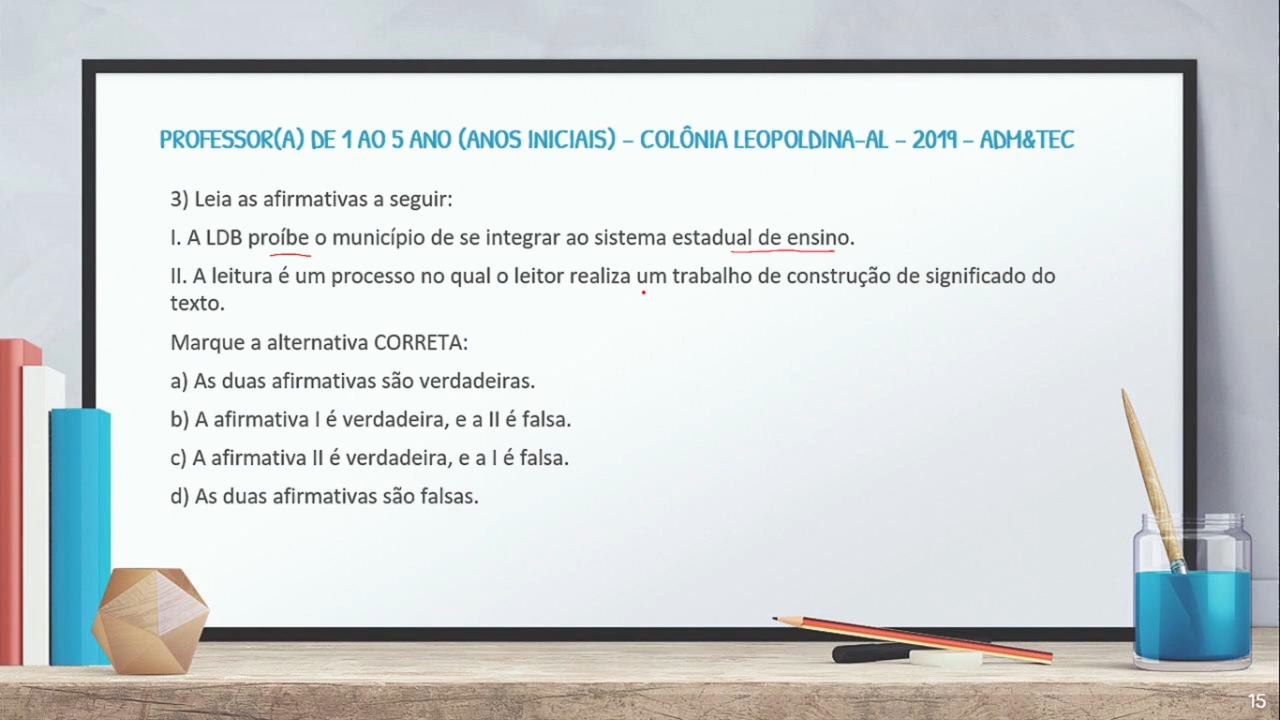 PROFESSOR(A) DE 1 AO 5 ANO (ANOS INICIAIS) – COLÔNIA LEOPOLDINA-AL – 2019 – ADM&TEC
3) Leia as afirmativas a seguir:
I. A LDB proíbe o município de se integrar ao sistema estadual de ensino.
II. A leitura é um processo no qual o leitor realiza um trabalho de construção de significado do
texto.
Marque a alternativa CORRETA:
a) As duas afirmativas são verdadeiras.
b) A afirmativa I é verdadeira, e a II é falsa.
c) A afirmativa II é verdadeira, e a I é falsa.
d) As duas afirmativas são falsas.
15